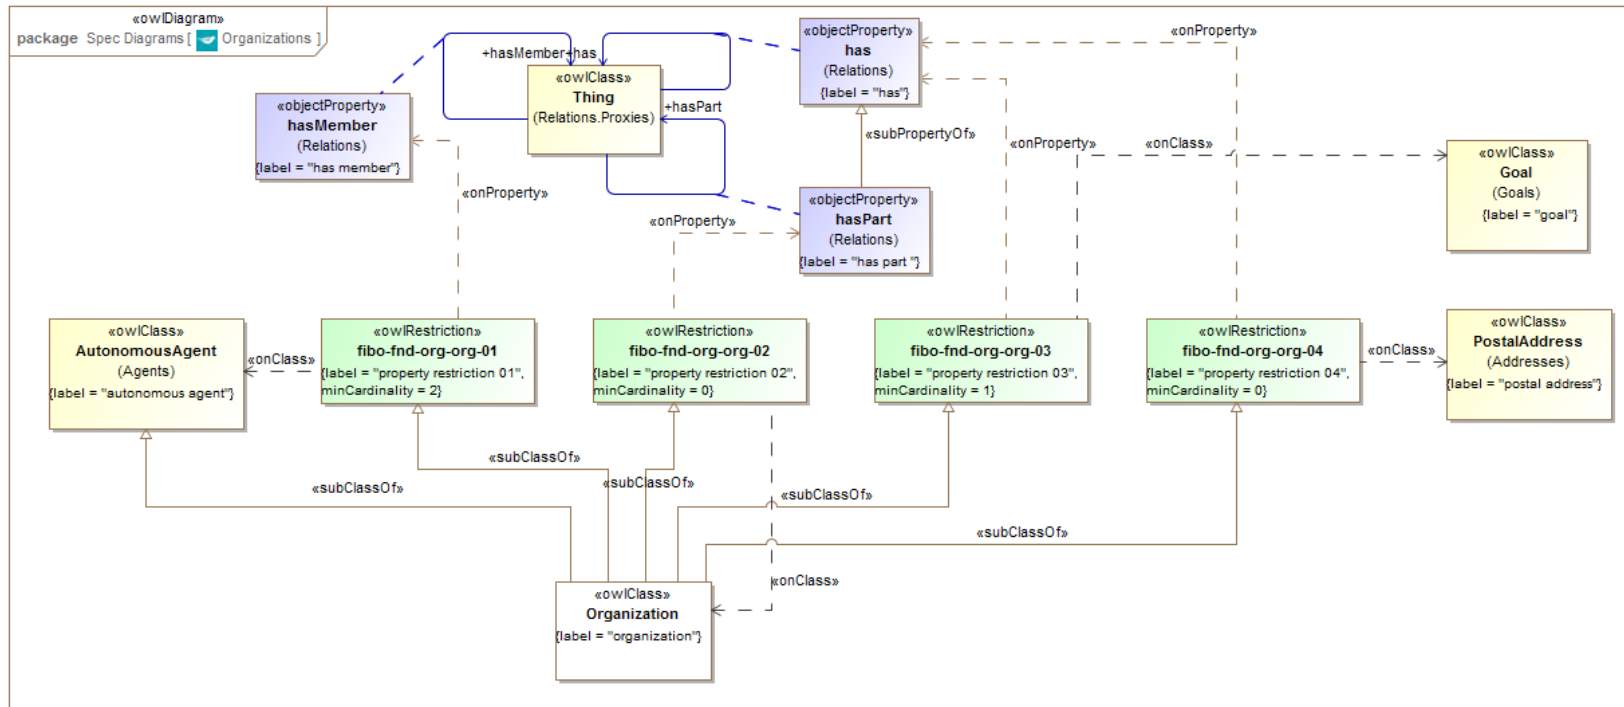 «owlDiagram»
package Spec Diagrams [ Organizations ]
+hasMember
+has
«owlClass»
Thing
(Relations.Proxies)
+hasPart
«objectProperty»
has
(Relations)
{label = "has"}
«onProperty»
«objectProperty»
hasMember
(Relations)
{label = "has member"}
«subPropertyOf»
«onProperty»
«onClass»
«owlClass»
Goal
(Goals)
{label = "goal"}
«onProperty»
«onProperty»
«objectProperty»
hasPart
(Relations)
{label = "has part "}
«owlClass»
AutonomousAgent
(Agents)
{label = "autonomous agent"}
«onClass»
«owlRestriction»
fibo-fnd-org-org-01
{label = "property restriction 01",
minCardinality = 2}
«owlRestriction»
fibo-fnd-org-org-02
{label = "property restriction 02",
minCardinality = 0}
«owlRestriction»
fibo-fnd-org-org-03
{label = "property restriction 03",
minCardinality = 1}
«owlRestriction»
fibo-fnd-org-org-04
{label = "property restriction 04",
minCardinality = 0}
«onClass»
«owlClass»
PostalAddress
(Addresses)
{label = "postal address"}
«subClassOf»
«subClassOf»
«subClassOf»
«subClassOf»
«subClassOf»
«onClass»
«owlClass»
Organization
{label = "organization"}